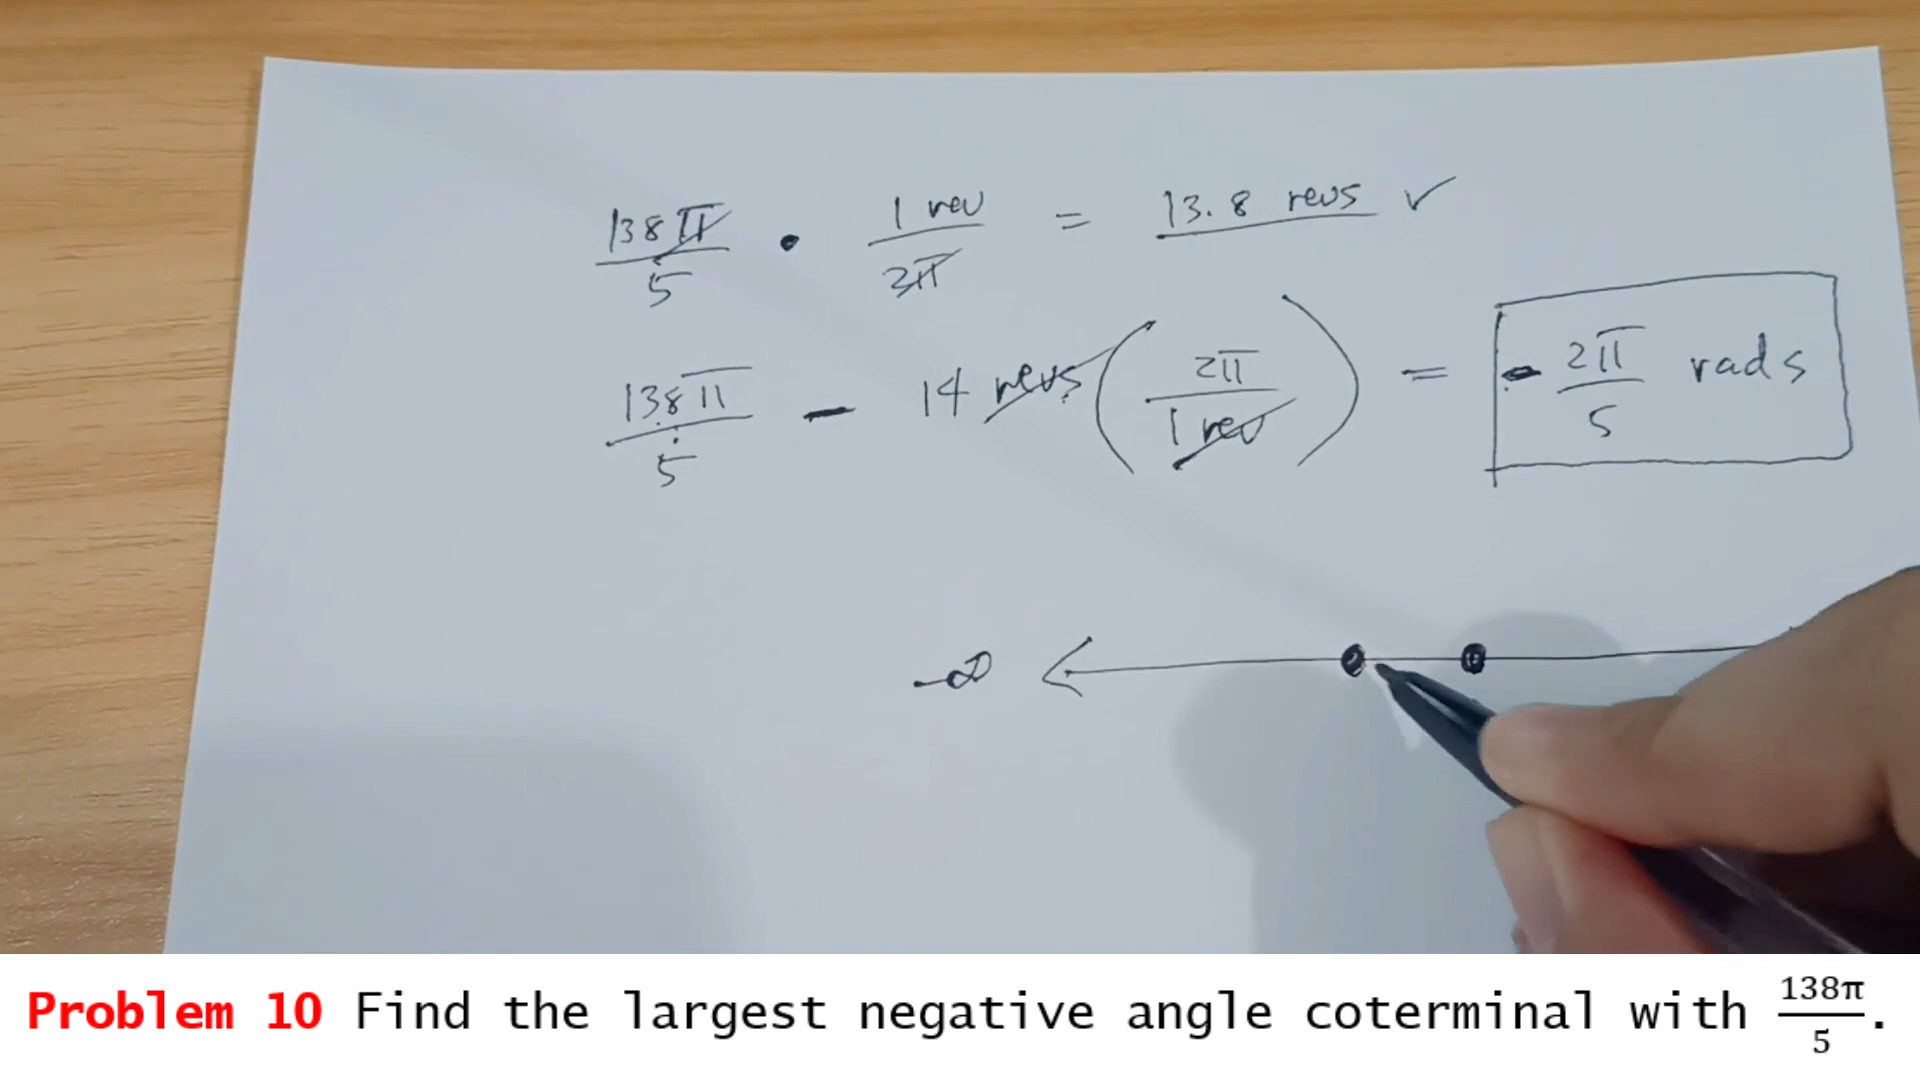 138π/5 • 1 rev/2π = 13.8 revs ✓
138π/5 - 14 revs (2π/1 rev) = -2π/5 rads
-∞
Problem 10 Find the largest negative angle coterminal with 138π/5.